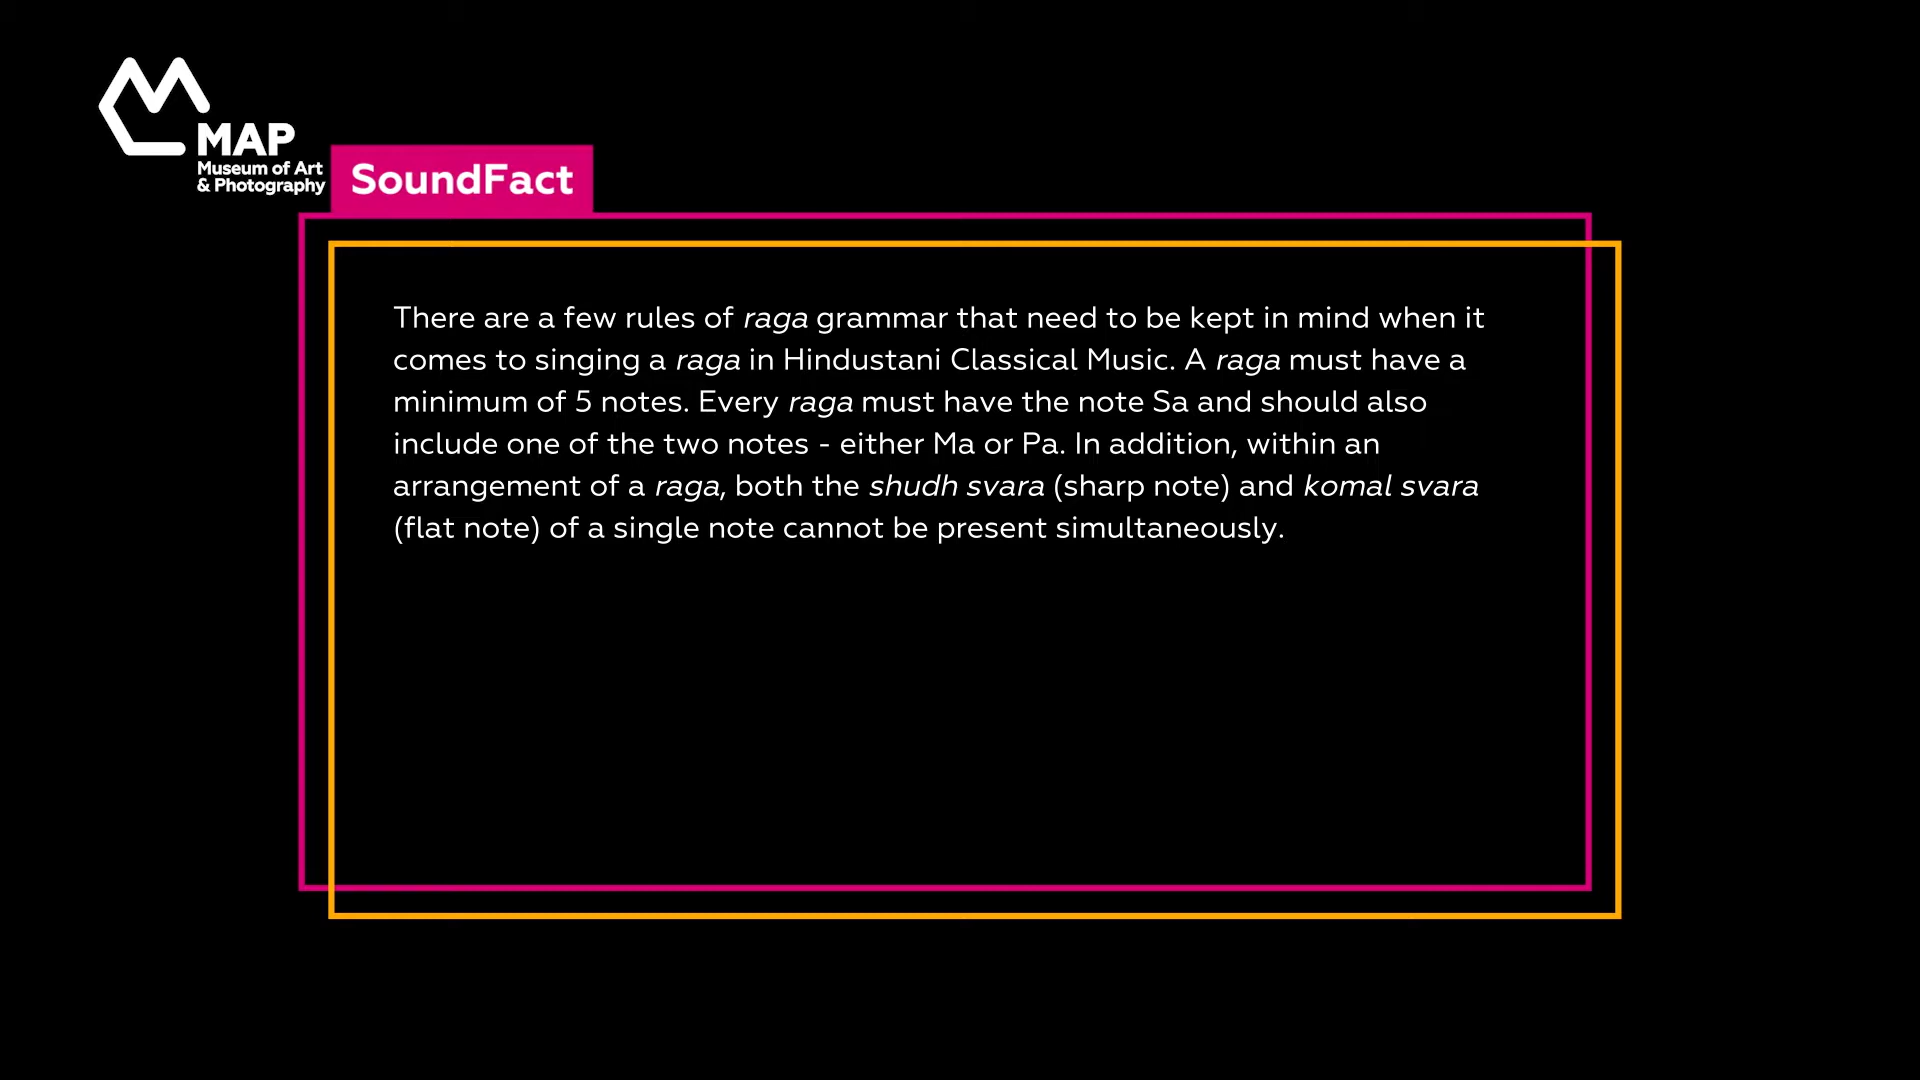 MAP
Museum of Art
& Photography
SoundFact
There are a few rules of raga grammar that need to be kept in mind when it
comes to singing a raga in Hindustani Classical Music. A raga must have a
minimum of 5 notes. Every raga must have the note Sa and should also
include one of the two notes - either Ma or Pa. In addition, within an
arrangement of a raga, both the shudh svara (sharp note) and komal svara
(flat note) of a single note cannot be present simultaneously.